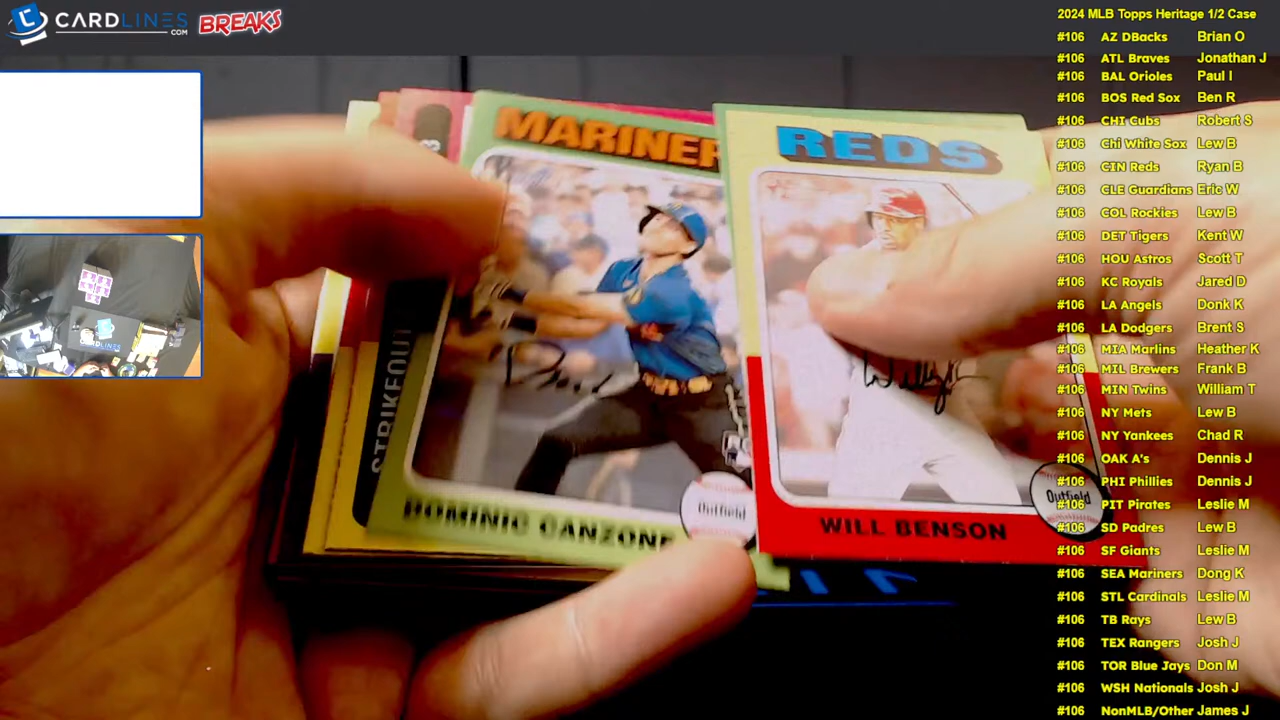 CARDLINES
.COM
BREAKS
2024 MLB Topps Heritage 1/2 Case
#106 AZ DBacks Brian O
#106 ATL Braves Jonathan J
#106 BAL Orioles Paul I
#106 BOS Red Sox Ben R
#106 CHI Cubs Robert S
#106 Chi White Sox Lew B
#106 CIN Reds Ryan B
#106 CLE Guardians Eric W
#106 COL Rockies Lew B
#106 DET Tigers Kent W
#106 HOU Astros Scott T
#106 KC Royals Jared D
#106 LA Angels Donk K
#106 LA Dodgers Brent S
#106 MIA Marlins Heather K
#106 MIL Brewers Frank B
#106 MIN Twins William T
#106 NY Mets Lew B
#106 NY Yankees Chad R
#106 OAK A's Dennis J
#106 PHI Phillies Dennis J
#106 PIT Pirates Leslie M
#106 SD Padres Lew B
#106 SF Giants Leslie M
#106 SEA Mariners Dong K
#106 STL Cardinals Leslie M
#106 TB Rays Lew B
#106 TEX Rangers Josh J
#106 TOR Blue Jays Don M
#106 WSH Nationals Josh J
#106 NonMLB/Other James J
MARINER
REDS
STRIKEOUT
Outfield
DOMINIC CANZONE
Outfield
WILL BENSON
CARDLINES